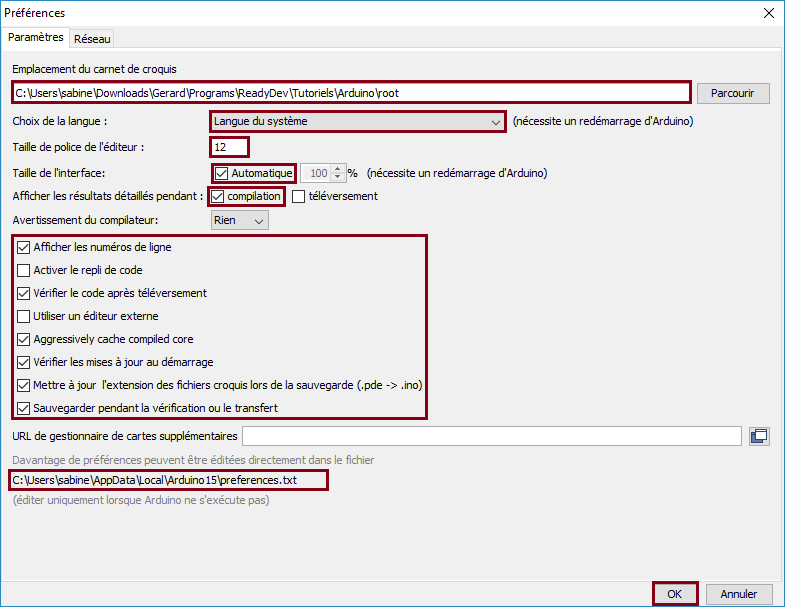 Préférences
Paramètres Réseau
Emplacement du carnet de croquis
C:\Users\sabine\Downloads\Gerard\Programs\ReadyDev\Tutoriels\Arduino\root Parcourir
Choix de la langue : Langue du système (nécessite un redémarrage d'Arduino)
Taille de police de l'éditeur : 12
Taille de l'interface: Automatique 100 % (nécessite un redémarrage d'Arduino)
Afficher les résultats détaillés pendant : compilation téléversement
Avertissement du compilateur: Rien
Afficher les numéros de ligne
Activer le repli de code
Vérifier le code après téléversement
Utiliser un éditeur externe
Aggressively cache compiled core
Vérifier les mises à jour au démarrage
Mettre à jour l'extension des fichiers croquis lors de la sauvegarde (.pde -> .ino)
Sauvegarder pendant la vérification ou le transfert
URL de gestionnaire de cartes supplémentaires
Davantage de préférences peuvent être éditées directement dans le fichier
C:\Users\sabine\AppData\Local\Arduino15\preferences.txt
(éditer uniquement lorsque Arduino ne s'exécute pas)
OK Annuler